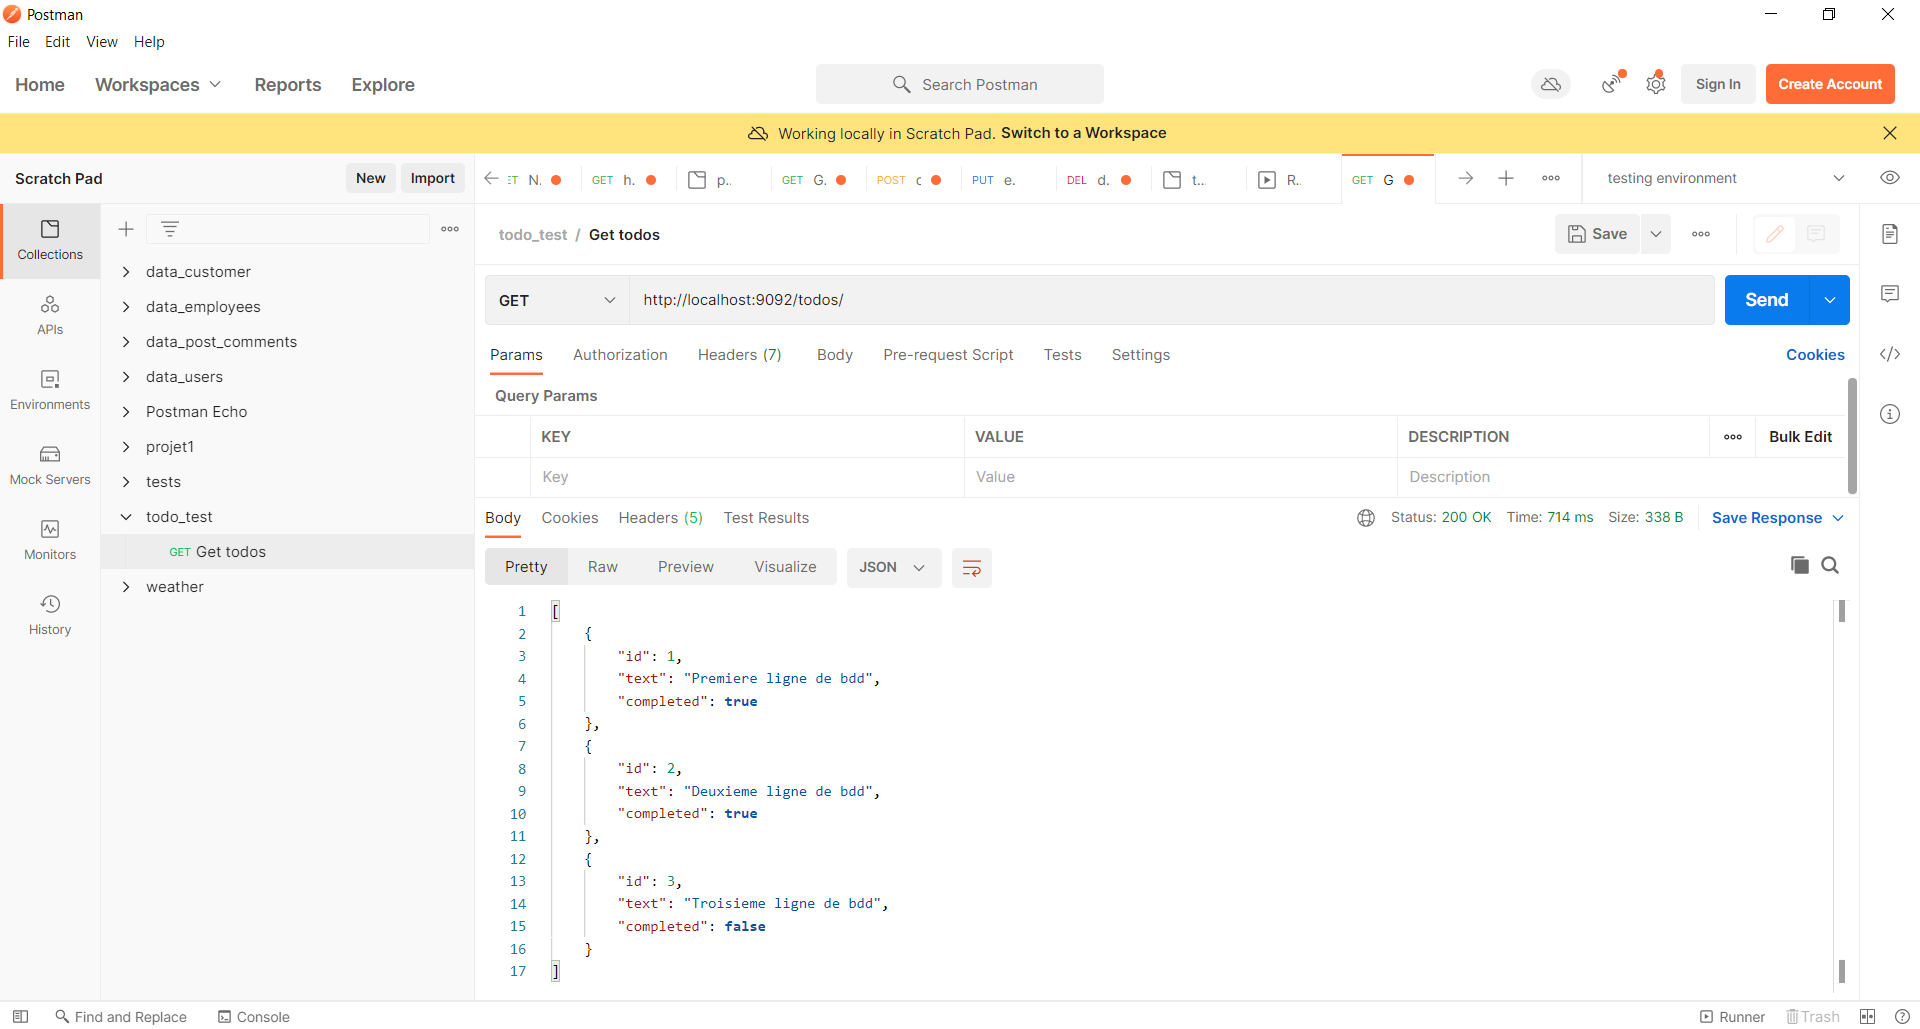 Postman
File Edit View Help
Home Workspaces Reports Explore Search Postman Sign In Create Account
Working locally in Scratch Pad. Switch to a Workspace
Scratch Pad New Import
N. GET h. p.. GET G. POST PUT e. DEL d. t... R.. GET G testing environment
Collections
APIs
Environments
Mock Servers
Monitors
History
data_customer
data_employees
data_post_comments
data_users
Postman Echo
projet1
tests
todo_test
GET Get todos
weather
todo_test / Get todos Save
GET http://localhost:9092/todos/ Send
Params Authorization Headers (7) Body Pre-request Script Tests Settings Cookies
Query Params
KEY VALUE DESCRIPTION Bulk Edit
Key Value Description
Body Cookies Headers (5) Test Results Status: 200 OK Time: 714 ms Size: 338 B Save Response
Pretty Raw Preview Visualize JSON
1 [
2 {
3 "id": 1,
4 "text": "Premiere ligne de bdd",
5 "completed": true
6 },
7 {
8 "id": 2,
9 "text": "Deuxieme ligne de bdd",
10 "completed": true
11 },
12 {
13 "id": 3,
14 "text": "Troisieme ligne de bdd",
15 "completed": false
16 }
17 ]
Find and Replace Console Runner Trash